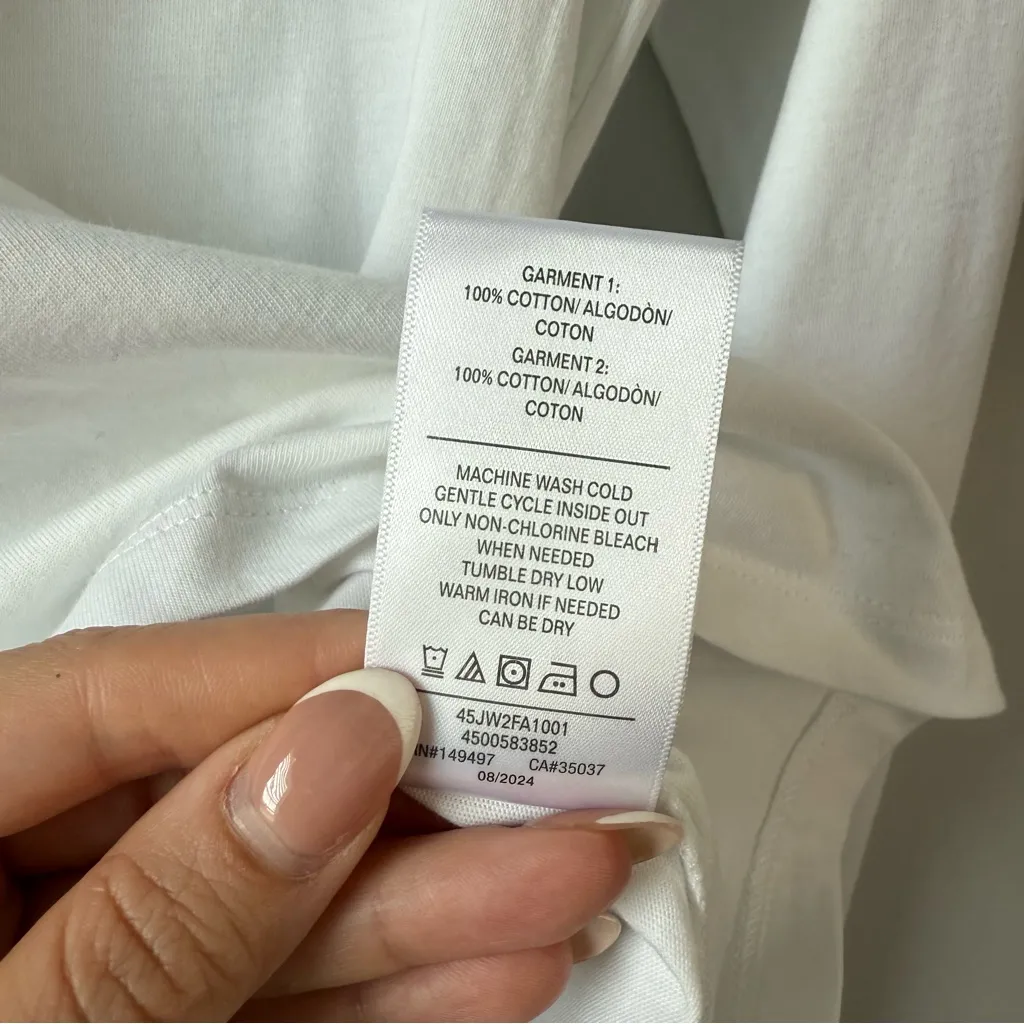 GARMENT 1:
100% COTTON/ ALGODÒN/
COTON
GARMENT 2:
100% COTTON/ ALGODÒN/
COTON
MACHINE WASH COLD
GENTLE CYCLE INSIDE OUT
ONLY NON-CHLORINE BLEACH
WHEN NEEDED
TUMBLE DRY LOW
WARM IRON IF NEEDED
CAN BE DRY
45JW2FA1001
4500583852
N#149497 CA#35037
08/2024